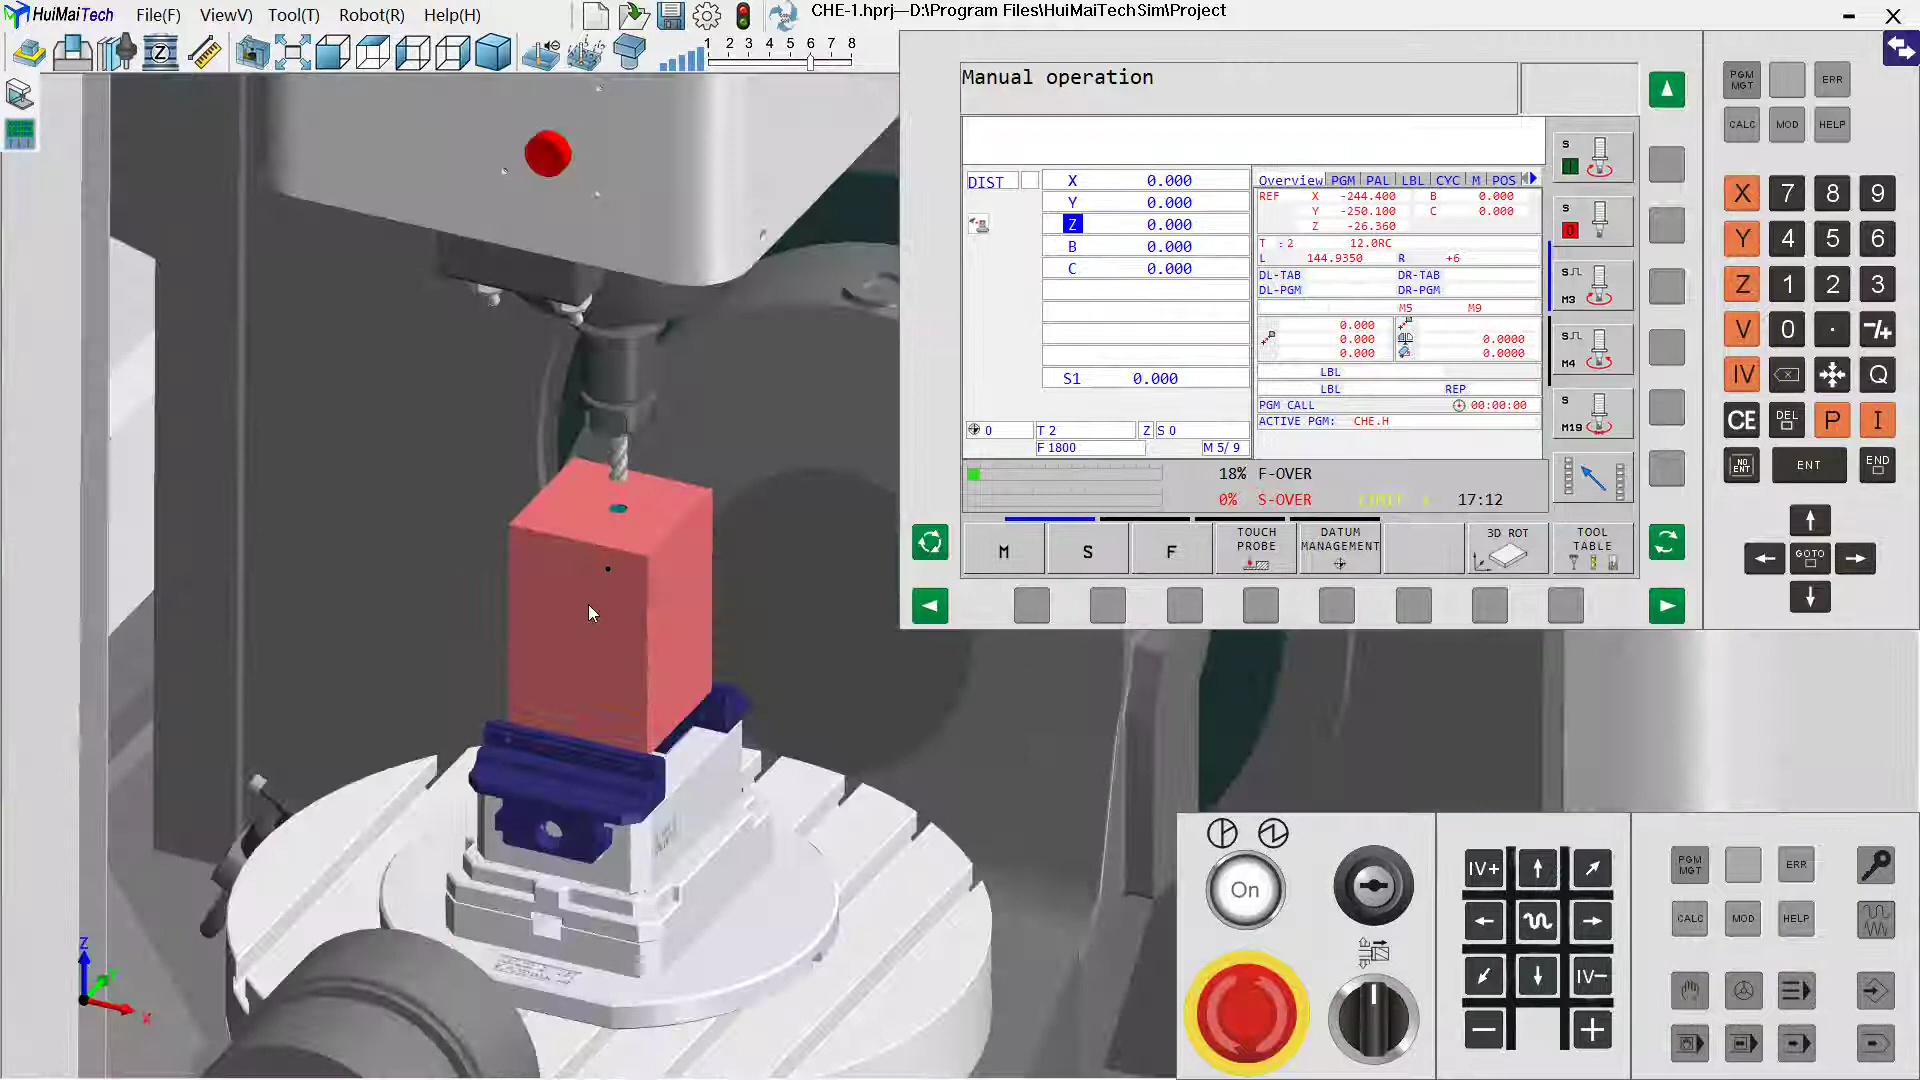 HuiMaiTech File(F) ViewV) Tool(T) Robot(R) Help(H) CHE-1.hprj—D:\Program Files\HuiMaiTechSim\Project
1 2 3 4 5 6 7 8
Manual operation
DIST
X 0.000
Y 0.000
Z 0.000
B 0.000
C 0.000
S1 0.000
0 T 2 Z S 0
F 1800 M 5/ 9
Overview PGM PAL LBL CYC M POS
REF X -244.400 B 0.000
Y -250.100 C 0.000
Z -26.360
T : 2 12.0RC
L 144.9350 R +6
DL-TAB DR-TAB
DL-PGM DR-PGM
M5 M9
0.000
0.000 0.0000
0.000 0.0000
LBL
LBL REP
PGM CALL 00:00:00
ACTIVE PGM: CHE.H
18% F-OVER
0% S-OVER LIMIT 1 17:12
S
S
0
S
M3
S
M4
S
M19
M S F TOUCH PROBE DATUM MANAGEMENT 3D ROT TOOL TABLE
PGM MGT ERR
CALC MOD HELP
X 7 8 9
Y 4 5 6
Z 1 2 3
V 0 . -/+
IV Q
CE DEL P I
NO ENT ENT END
GOTO
Z
Y
X
On
IV+
IV−
− +
PGM MGT ERR
CALC MOD HELP